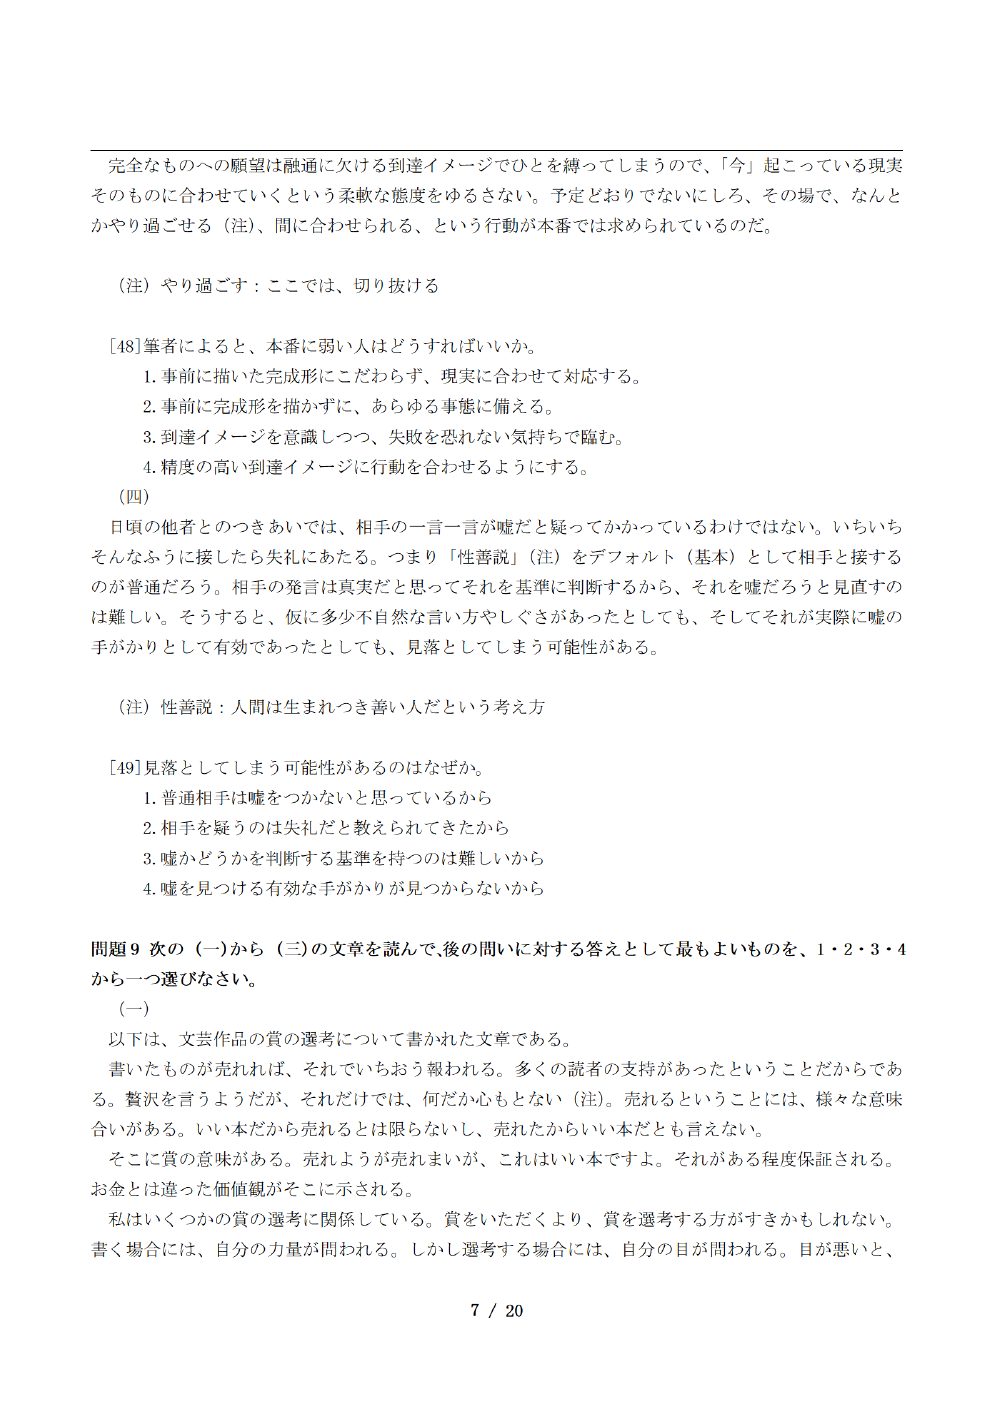 完全なものへの願望は融通に欠ける到達イメージでひとを縛ってしまうので、「今」起こっている現実
そのものに合わせていくという柔軟な態度をゆるさない。予定どおりでないにしろ、その場で、なんと
かやり過ごせる（注）、間に合わせられる、という行動が本番では求められているのだ。
（注）やり過ごす：ここでは、切り抜ける
[48]筆者によると、本番に弱い人はどうすればいいか。
1. 事前に描いた完成形にこだわらず、現実に合わせて対応する。
2. 事前に完成形を描かずに、あらゆる事態に備える。
3. 到達イメージを意識しつつ、失敗を恐れない気持ちで臨む。
4. 精度の高い到達イメージに行動を合わせるようにする。
（四）
日頃の他者とのつきあいでは、相手の一言一言が嘘だと疑ってかかっているわけではない。いちいち
そんなふうに接したら失礼にあたる。つまり「性善説」（注）をデフォルト（基本）として相手と接する
のが普通だろう。相手の発言は真実だと思ってそれを基準に判断するから、それを嘘だろうと見直すの
は難しい。そうすると、仮に多少不自然な言い方やしぐさがあったとしても、そしてそれが実際に嘘の
手がかりとして有効であったとしても、見落としてしまう可能性がある。
（注）性善説：人間は生まれつき善い人だという考え方
[49]見落としてしまう可能性があるのはなぜか。
1. 普通相手は嘘をつかないと思っているから
2. 相手を疑うのは失礼だと教えられてきたから
3. 嘘かどうかを判断する基準を持つのは難しいから
4. 嘘を見つける有効な手がかりが見つからないから
問題９ 次の（一）から（三）の文章を読んで、後の問いに対する答えとして最もよいものを、1・2・3・4
から一つ選びなさい。
（一）
以下は、文芸作品の賞の選考について書かれた文章である。
書いたものが売れれば、それでいちおう報われる。多くの読者の支持があったということだからであ
る。贅沢を言うようだが、それだけでは、何だか心もとない（注）。売れるということには、様々な意味
合いがある。いい本だから売れるとは限らないし、売れたからいい本だとも言えない。
そこに賞の意味がある。売れようが売れまいが、これはいい本ですよ。それがある程度保証される。
お金とは違った価値観がそこに示される。
私はいくつかの賞の選考に関係している。賞をいただくより、賞を選考する方がすきかもしれない。
書く場合には、自分の力量が問われる。しかし選考する場合には、自分の目が問われる。目が悪いと、
7 / 20